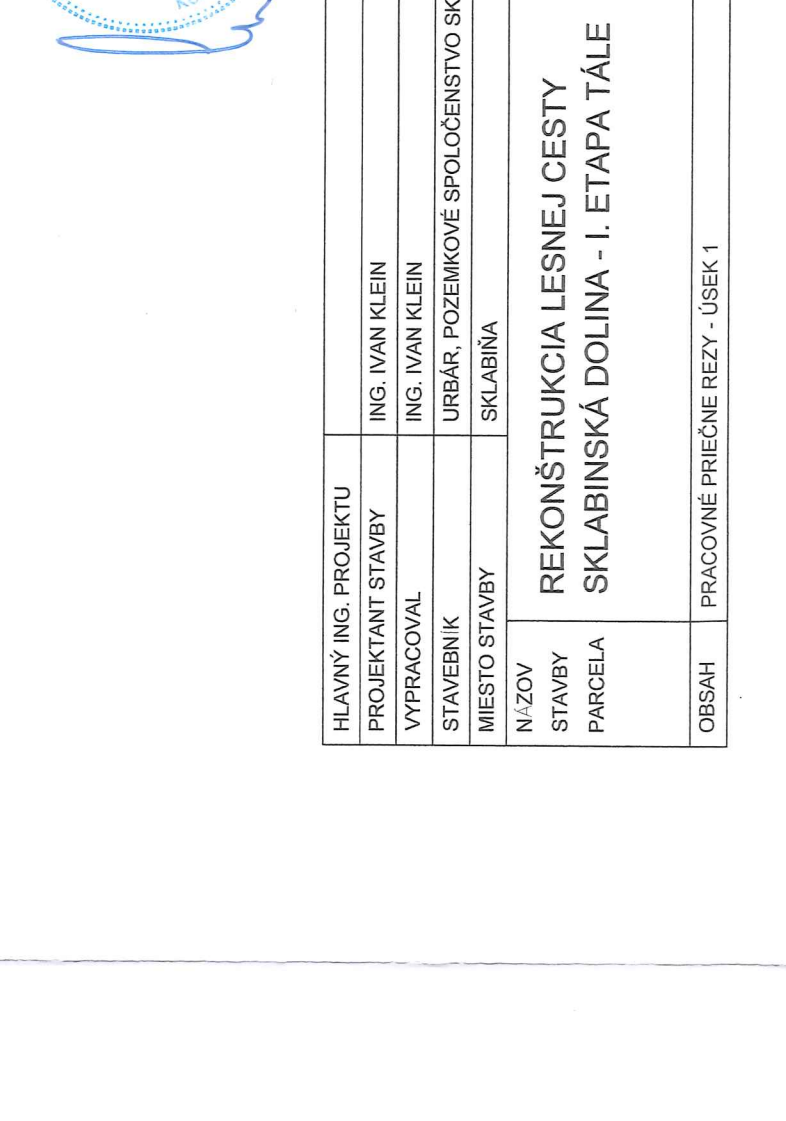 HLAVNÝ ING. PROJEKTU
PROJEKTANT STAVBY ING. IVAN KLEIN
VYPRACOVAL ING. IVAN KLEIN
STAVEBNÍK URBÁR, POZEMKOVÉ SPOLOČENSTVO SK
MIESTO STAVBY SKLABIŇA
NÁZOV
STAVBY
PARCELA
REKONŠTRUKCIA LESNEJ CESTY
SKLABINSKÁ DOLINA - I. ETAPA TÁLE
OBSAH PRACOVNÉ PRIEČNE REZY - ÚSEK 1